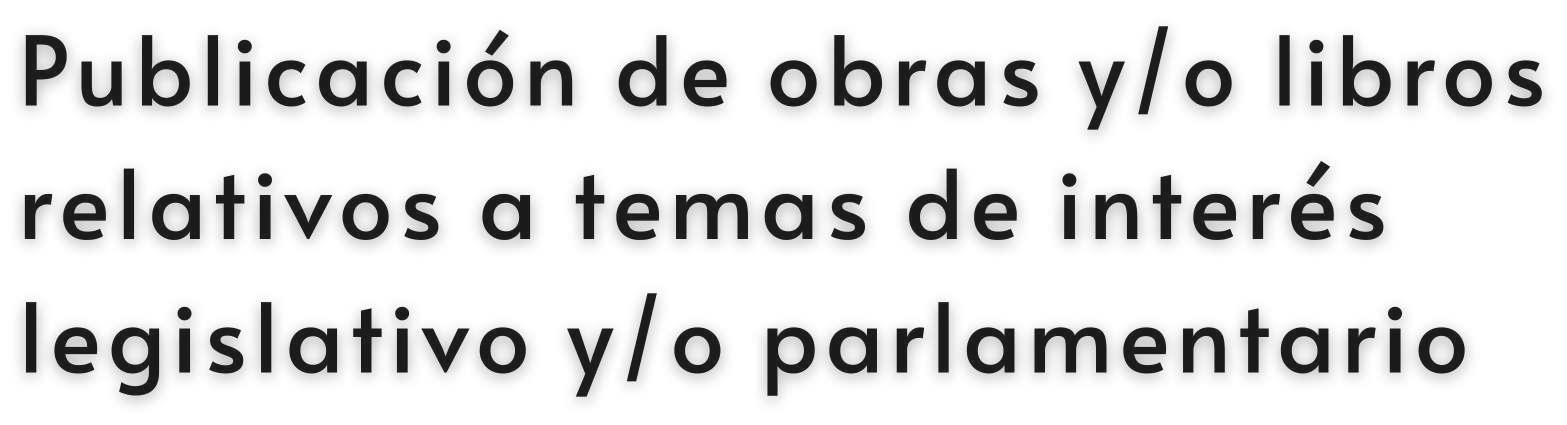 Publicación de obras y/o libros
relativos a temas de interés
legislativo y/o parlamentario